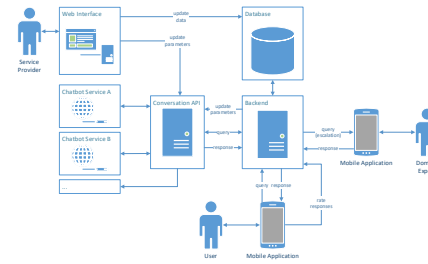 Web Interface
update
data
Database
update
parameters
Service
Provider
Chatbot Service A
Conversation API
update
parameters
Backend
query
response
query
(escalation)
response
Mobile Application
Dom
Exp
Chatbot Service B
...
query response
rate
responses
User
Mobile Application